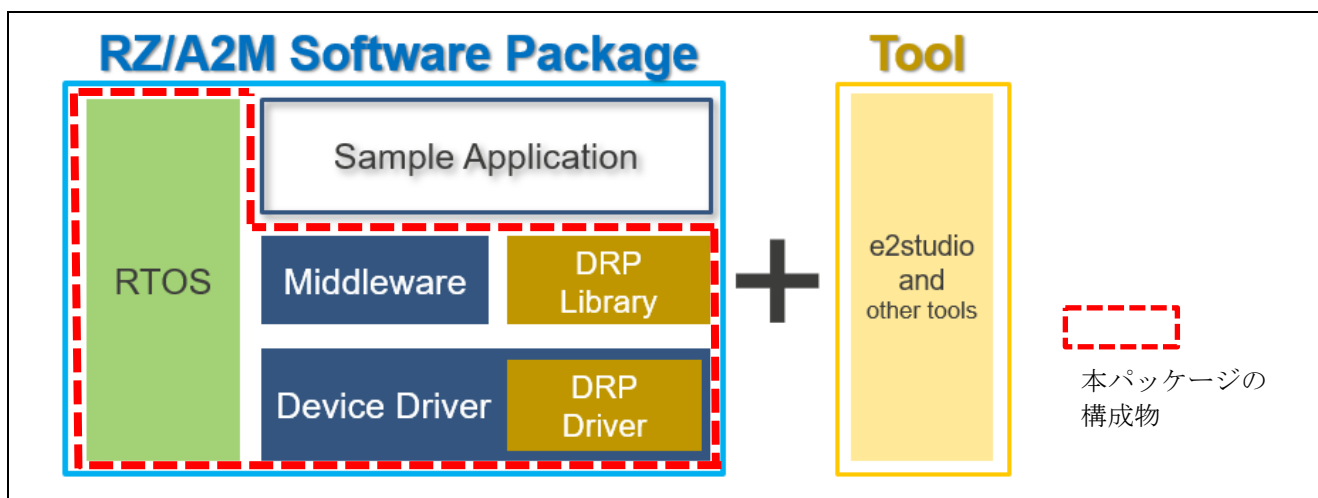 RZ/A2M Software Package
Tool
RTOS
Sample Application
Middleware
DRP
Library
Device Driver
DRP
Driver
+
e2studio
and
other tools
本パッケージの
構成物